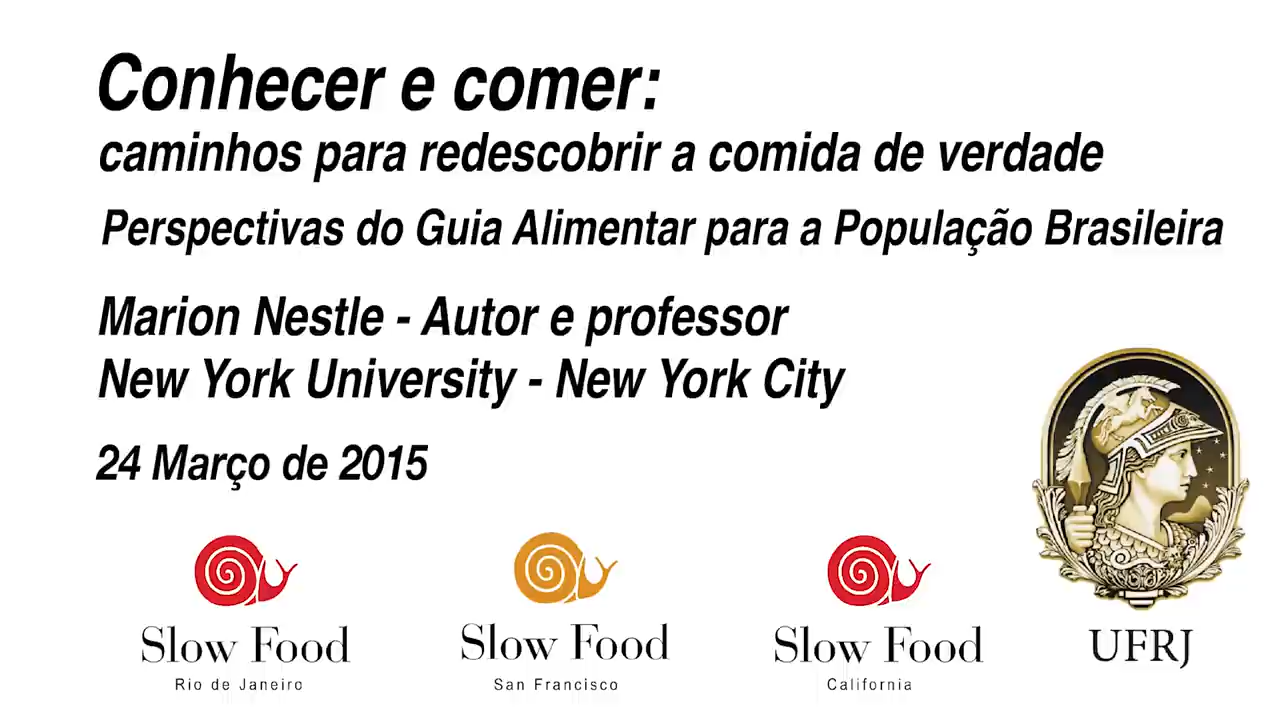 Conhecer e comer:
caminhos para redescobrir a comida de verdade
Perspectivas do Guia Alimentar para a População Brasileira
Marion Nestle - Autor e professor
New York University - New York City
24 Março de 2015
Slow Food
Rio de Janeiro
Slow Food
San Francisco
Slow Food
California
UFRJ